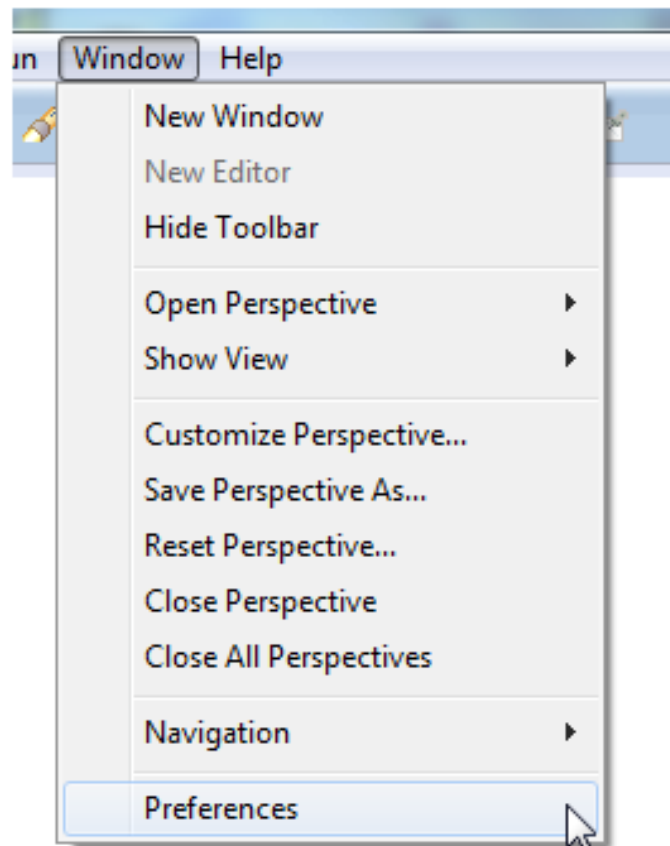 un Window Help
New Window
New Editor
Hide Toolbar
Open Perspective
Show View
Customize Perspective...
Save Perspective As...
Reset Perspective...
Close Perspective
Close All Perspectives
Navigation
Preferences